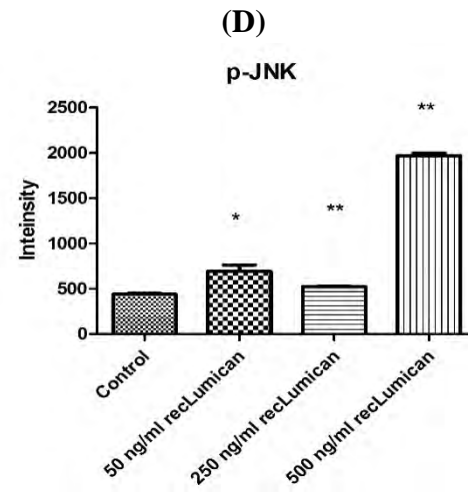 (D)
p-JNK
Inteinsity
2500
2000
1500
1000
500
0
*
**
**
Control
50 ng/ml recLumican
250 ng/ml recLumican
500 ng/ml recLumican